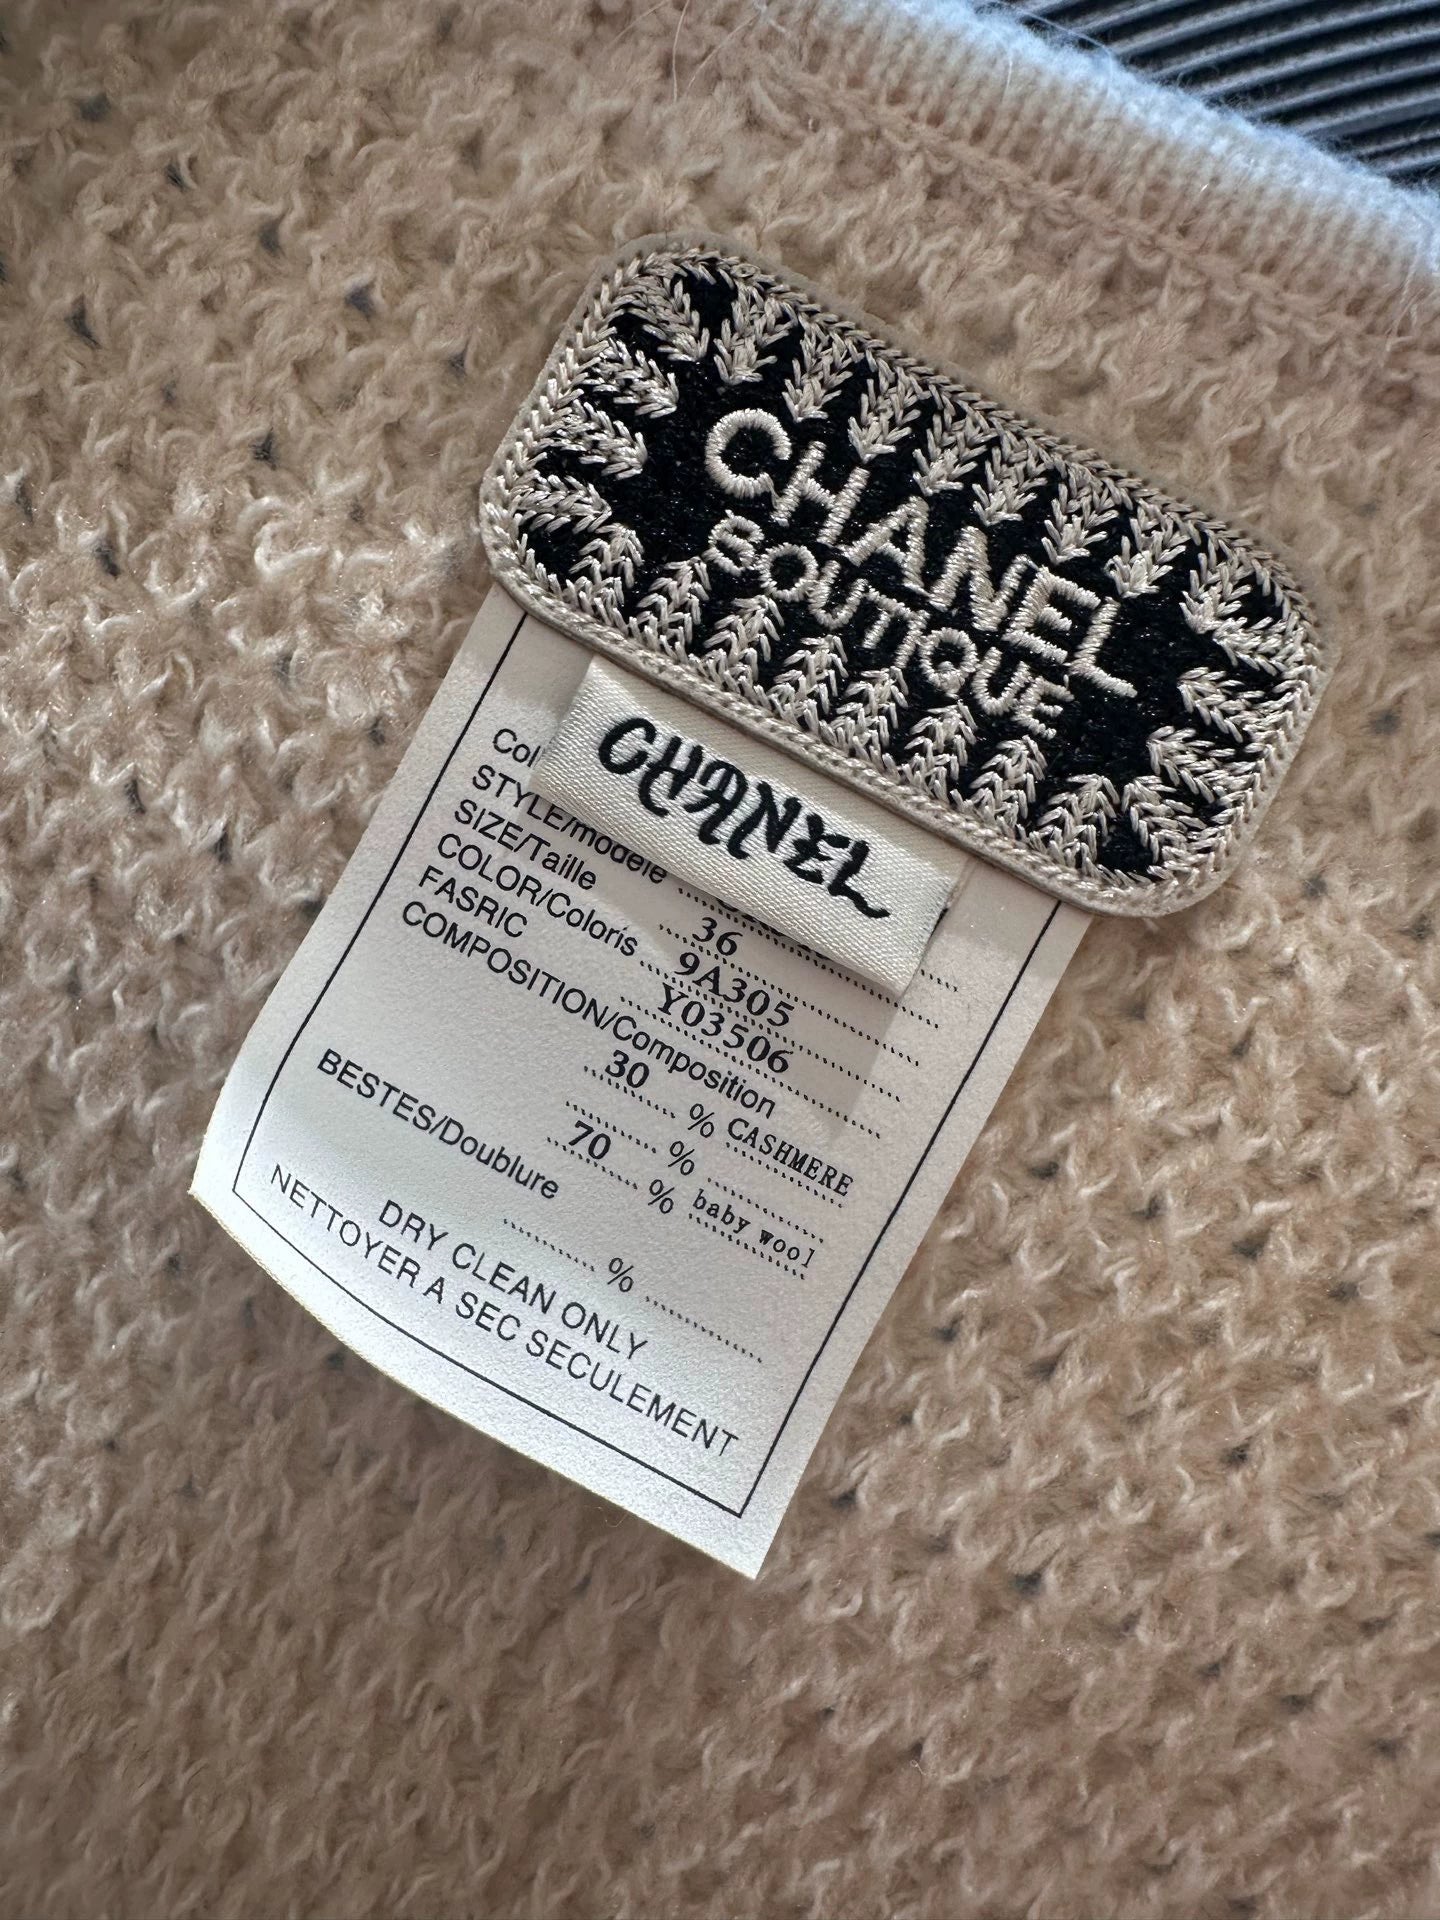 CHANEL
BOUTIQUE
CHANEL
Col
STYLE/modele
SIZE/Taille 36
COLOR/Coloris 9A305
FASRIC Y03506
COMPOSITION/Composition
30 % CASHMERE
%
70 % baby wool
BESTES/Doublure
%
DRY CLEAN ONLY
NETTOYER A SEC SECULEMENT